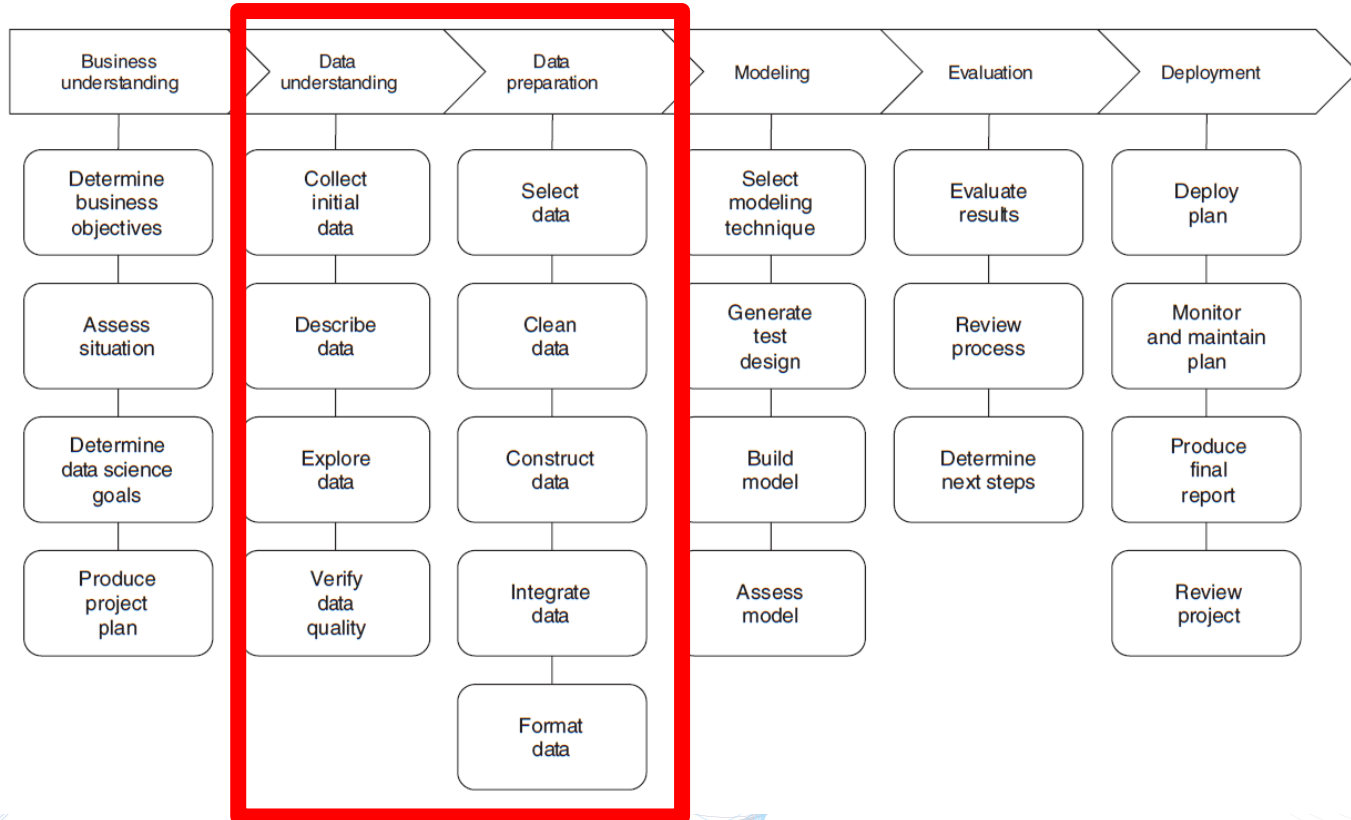 Business
understanding
Data
understanding
Data
preparation
Modeling
Evaluation
Deployment
Determine
business
objectives
Assess
situation
Determine
data science
goals
Produce
project
plan
Collect
initial
data
Describe
data
Explore
data
Verify
data
quality
Select
data
Clean
data
Construct
data
Integrate
data
Format
data
Select
modeling
technique
Generate
test
design
Build
model
Assess
model
Evaluate
results
Review
process
Determine
next steps
Deploy
plan
Monitor
and maintain
plan
Produce
final
report
Review
project